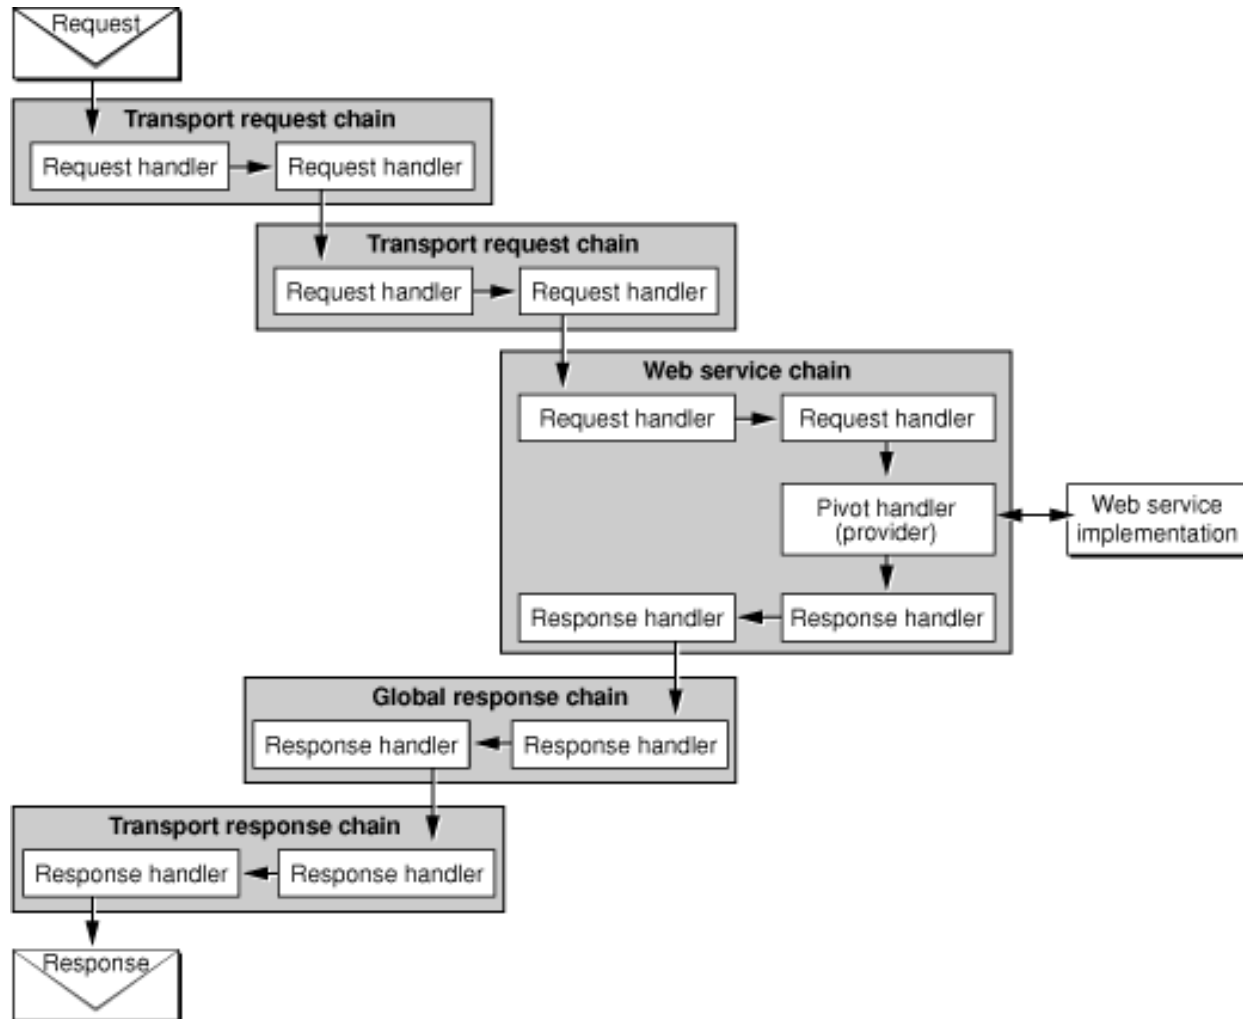 Request
Transport request chain
Request handler
Request handler
Transport request chain
Request handler
Request handler
Web service chain
Request handler
Request handler
Pivot handler
(provider)
Web service
implementation
Response handler
Response handler
Global response chain
Response handler
Response handler
Transport response chain
Response handler
Response handler
Response